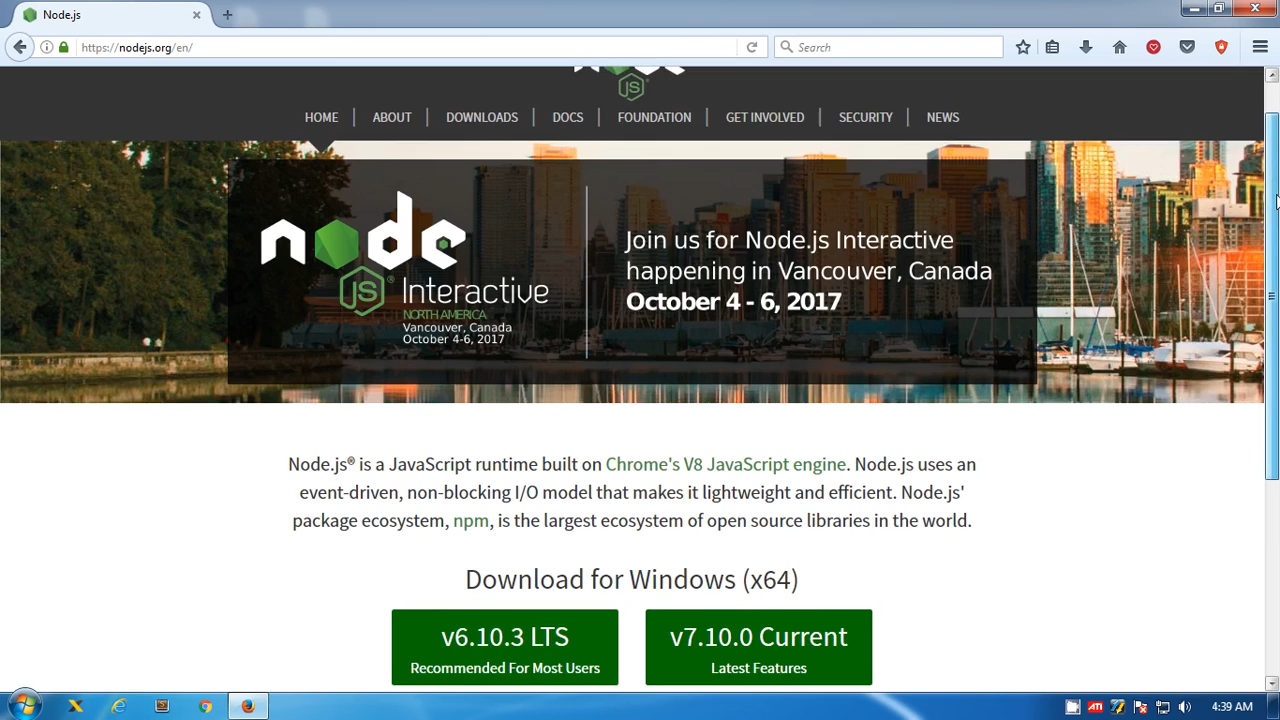 Node.js
https://nodejs.org/en/
Search
JS
HOME
ABOUT
DOWNLOADS
DOCS
FOUNDATION
GET INVOLVED
SECURITY
NEWS
node
JS
Interactive
NORTH AMERICA
Vancouver, Canada
October 4-6, 2017
Join us for Node.js Interactive
happening in Vancouver, Canada
October 4 - 6, 2017
Node.js® is a JavaScript runtime built on Chrome's V8 JavaScript engine. Node.js uses an
event-driven, non-blocking I/O model that makes it lightweight and efficient. Node.js'
package ecosystem, npm, is the largest ecosystem of open source libraries in the world.
Download for Windows (x64)
v6.10.3 LTS
Recommended For Most Users
v7.10.0 Current
Latest Features
ATI
4:39 AM